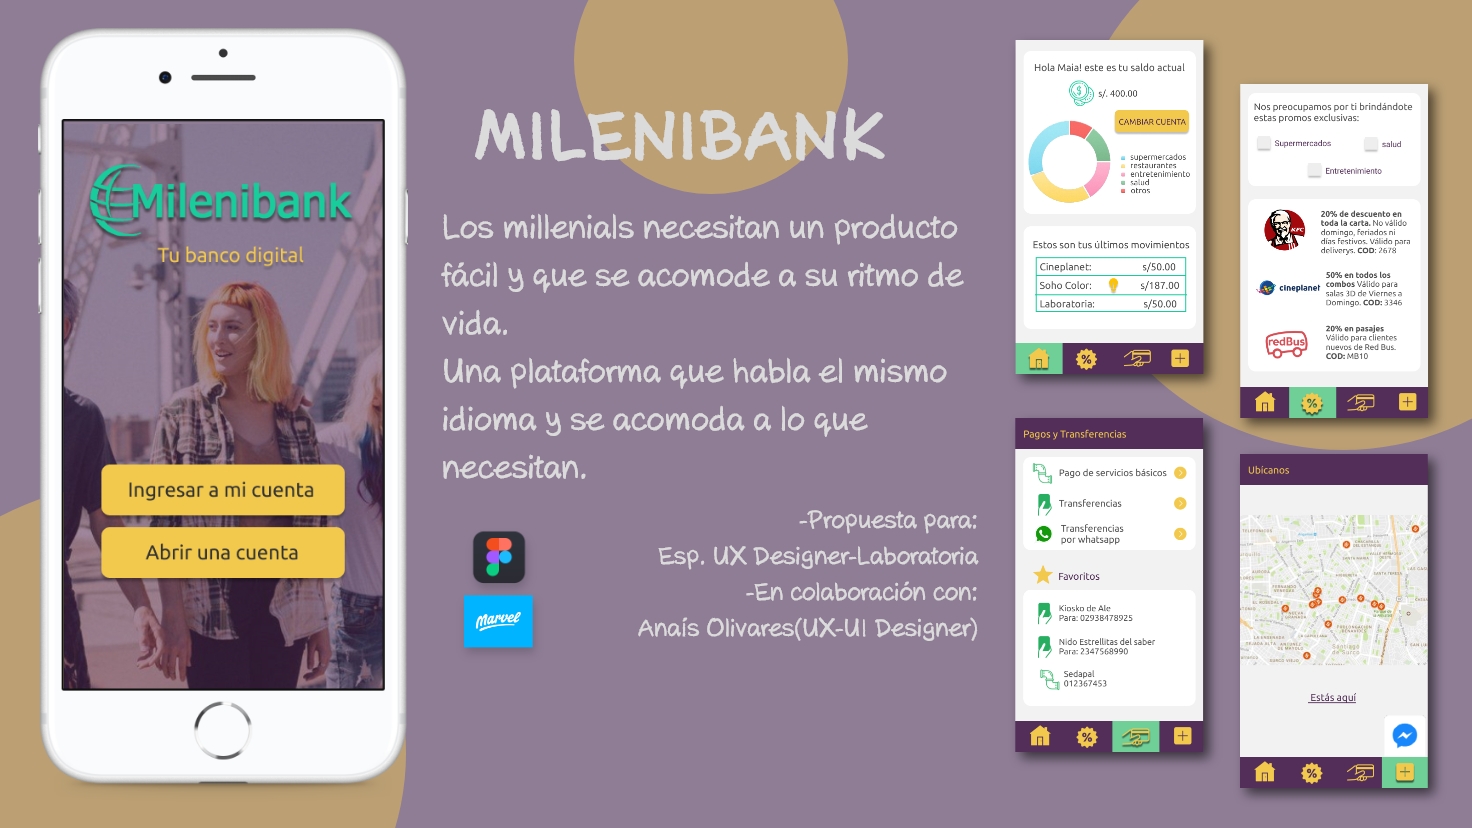 Milenibank
Tu banco digital
Ingresar a mi cuenta
Abrir una cuenta
MILENIBANK
Los millenials necesitan un producto
fácil y que se acomode a su ritmo de
vida.
Una plataforma que habla el mismo
idioma y se acomoda a lo que
necesitan.
-Propuesta para:
Esp. UX Designer-Laboratoria
-En colaboración con:
Anaís Olivares(UX-UI Designer)
Marvel
Hola Maia! este es tu saldo actual
s/. 400.00
CAMBIAR CUENTA
supermercados
restaurantes
entretenimiento
salud
otros
Estos son tus últimos movimientos
Cineplanet: s/50.00
Soho Color: s/187.00
Laboratoria: s/50.00
Nos preocupamos por ti brindándote
estas promos exclusivas:
Supermercados salud
Entretenimiento
KFC
20% de descuento en
toda la carta. No válido
domingo, feriados ni
días festivos. Válido para
deliverys. COD: 2678
cineplanet
50% en todos los
combos Válido para
salas 3D de Viernes a
Domingo. COD: 3346
redBus
20% en pasajes
Válido para clientes
nuevos de Red Bus.
COD: MB10
Pagos y Transferencias
Pago de servicios básicos
Transferencias
Transferencias
por whatsapp
Favoritos
Kiosko de Ale
Para: 02938478925
Nido Estrellitas del saber
Para: 2347568990
Sedapal
012367453
Ubícanos
Santiago
de Surco
Estás aquí